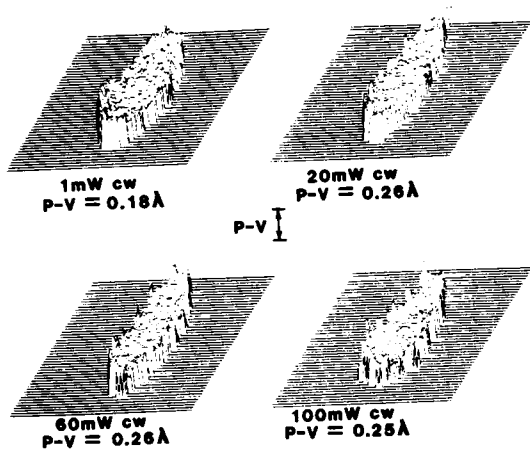 1mW cw
P-V = 0.18λ
20mW cw
P-V = 0.26λ
P-V
60mW cw
P-V = 0.26λ
100mW cw
P-V = 0.25λ